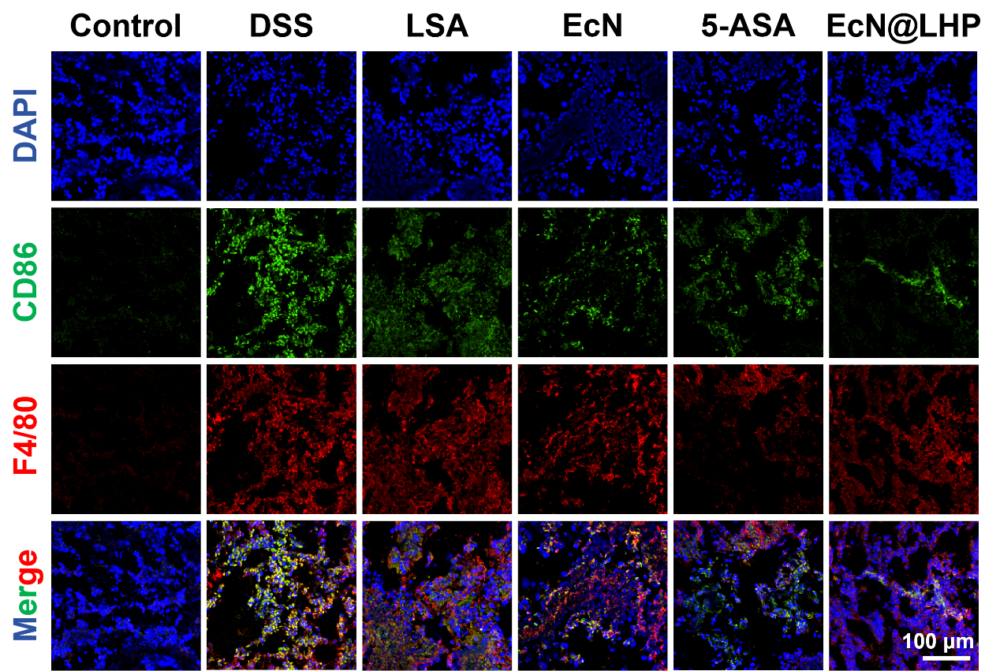 Control DSS LSA EcN 5-ASA EcN@LHP
DAPI
CD86
F4/80
Merge
100 μm